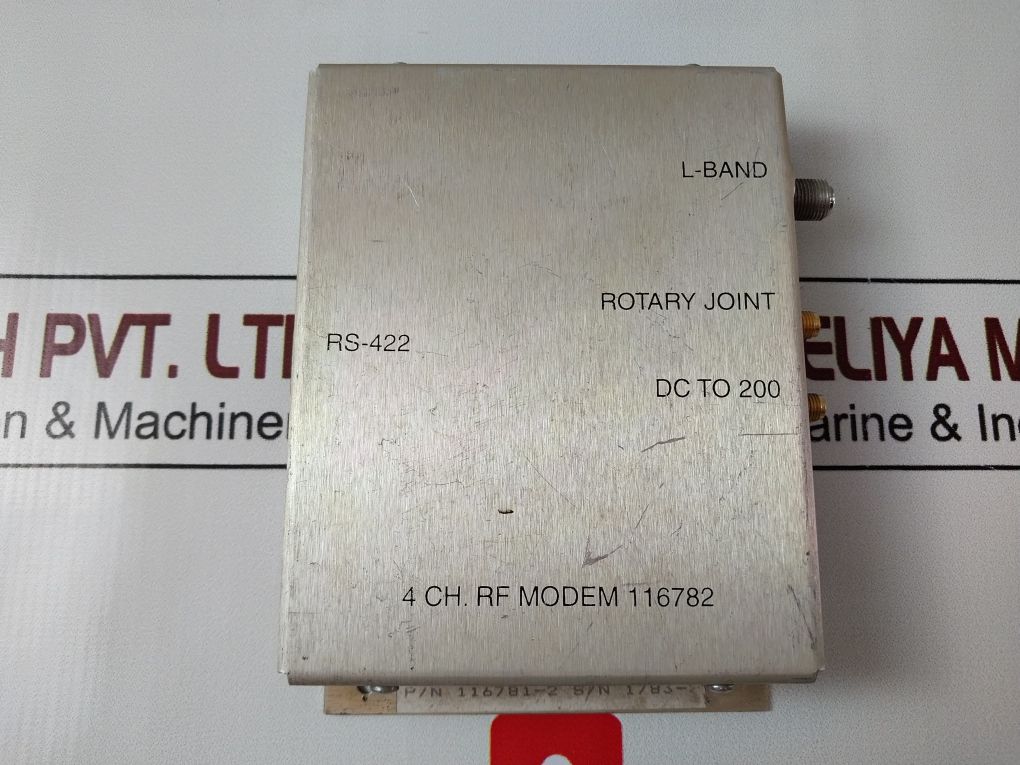 L-BAND
ROTARY JOINT
RS-422
DC TO 200
4 CH. RF MODEM 116782
P/N 116781-2 S/N 1783-
H PVT. LT
ELIYA M
n & Machine
arine & In